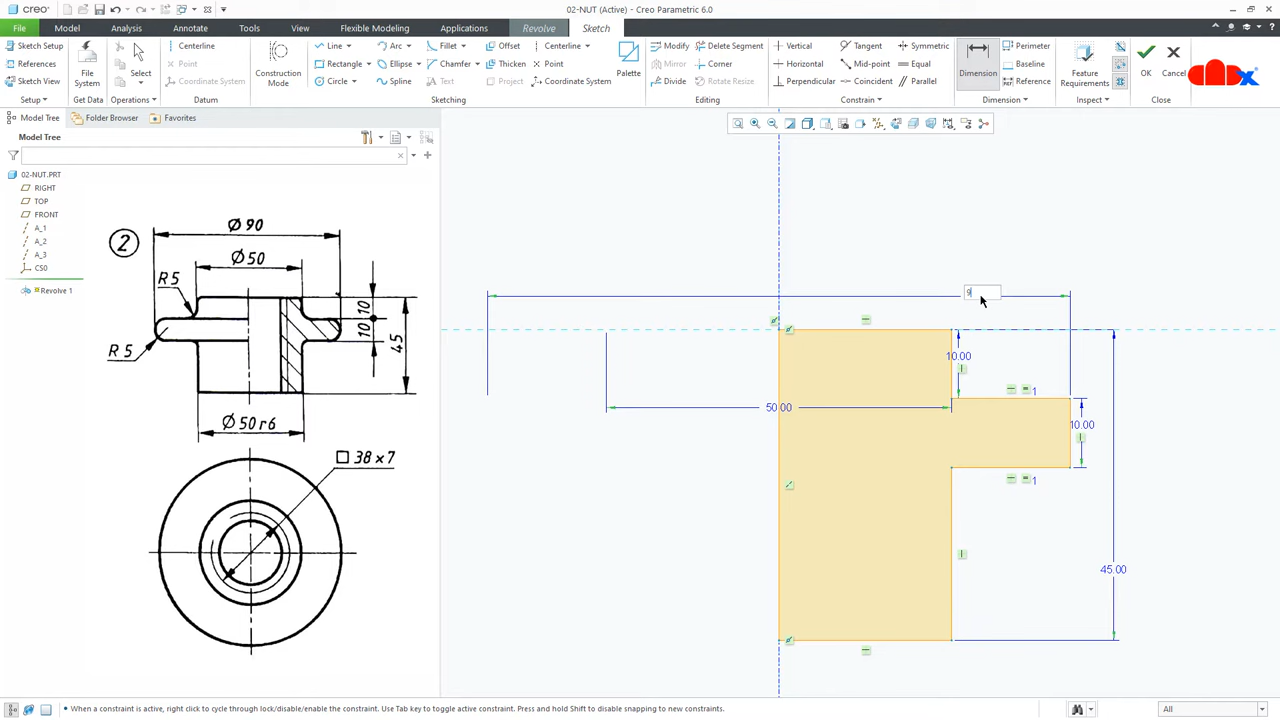 creo®
02-NUT (Active) - Creo Parametric 6.0
File Model Analysis Annotate Tools View Flexible Modeling Applications Revolve Sketch
Sketch Setup
References
Sketch View
Setup
File System
Get Data
Select
Operations
Centerline
Point
Coordinate System
Datum
Construction Mode
Line Arc Fillet Offset Centerline
Rectangle Ellipse Chamfer Thicken Point
Circle Spline Text Project Coordinate System
Palette
Sketching
Modify Delete Segment
Mirror Corner
Divide Rotate Resize
Editing
Vertical Tangent Symmetric
Horizontal Mid-point Equal
Perpendicular Coincident Parallel
Constrain
Dimension
Perimeter
Baseline
Reference
Dimension
Feature Requirements
Inspect
OK Cancel
Close
Model Tree Folder Browser Favorites
Model Tree
02-NUT.PRT
RIGHT
TOP
FRONT
A_1
A_2
A_3
CS0
Revolve 1
2
Ø 90
Ø 50
R 5
R 5
10
10
45
Ø 50 r6
□ 38 × 7
9
10.00
50.00
1
10.00
1
45.00
When a constraint is active, right click to cycle through lock/disable/enable the constraint. Use Tab key to toggle active constraint. Press and hold Shift to disable snapping to new constraints.
All